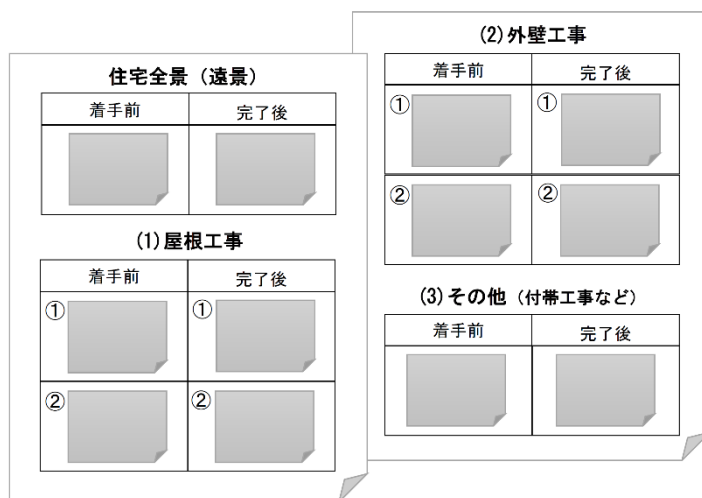 住宅全景（遠景）
着手前 完了後
(1)屋根工事
着手前 完了後
① ①
② ②
(2)外壁工事
着手前 完了後
① ①
② ②
(3)その他（付帯工事など）
着手前 完了後